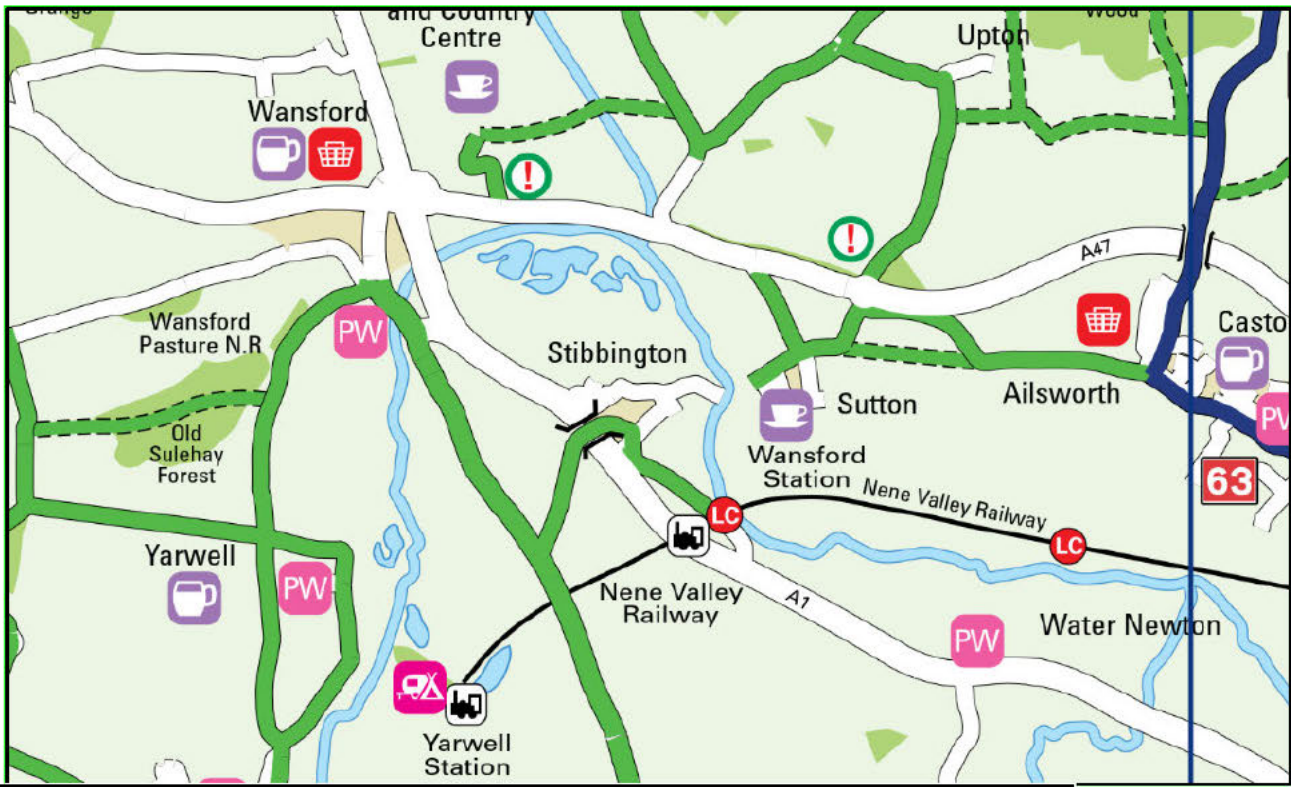 and Country
Centre
Upton
Wansford
!
!
A47
Wansford
Pasture N.R
PW
Stibbington
Casto
Ailsworth
Sutton
Old
Sulehay
Forest
Wansford
Station
63
Nene Valley Railway
LC
LC
Yarwell
PW
Nene Valley
Railway
A1
PW
Water Newton
Yarwell
Station